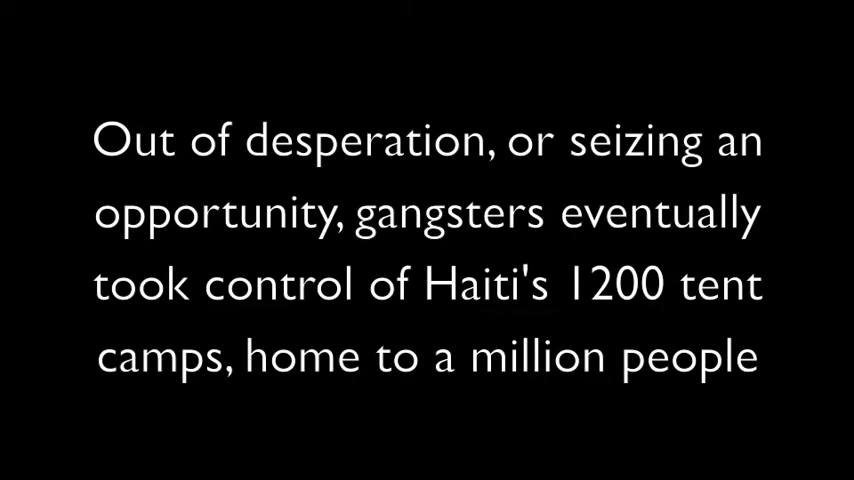 Out of desperation, or seizing an
opportunity, gangsters eventually
took control of Haiti's 1200 tent
camps, home to a million people